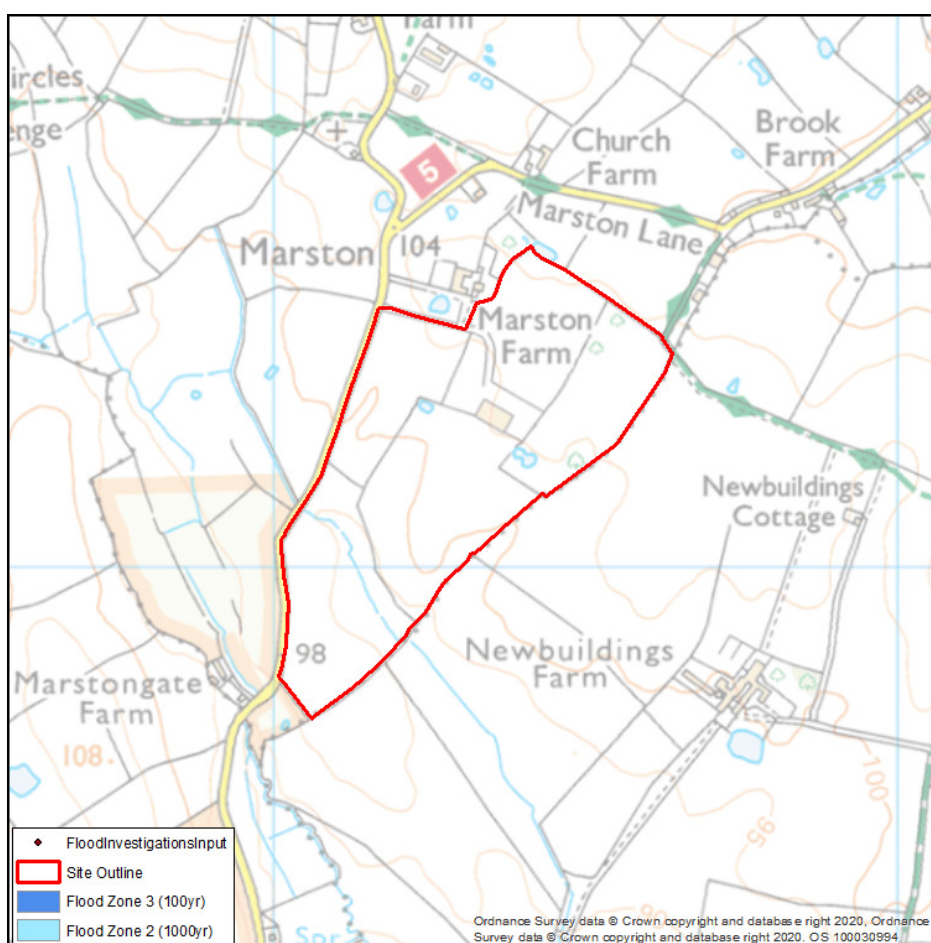 Farm
ircles
enge
5
Church
Farm
Brook
Farm
Marston Lane
Marston
104
Marston
Farm
Newbuildings
Cottage
98
Newbuildings
Farm
Marstongate
Farm
108
100
95
FloodInvestigationsInput
Site Outline
Flood Zone 3 (100yr)
Flood Zone 2 (1000yr)
Spr
Ordnance Survey data © Crown copyright and database right 2020, Ordnance
Survey data © Crown copyright and database right 2020. OS 100030994